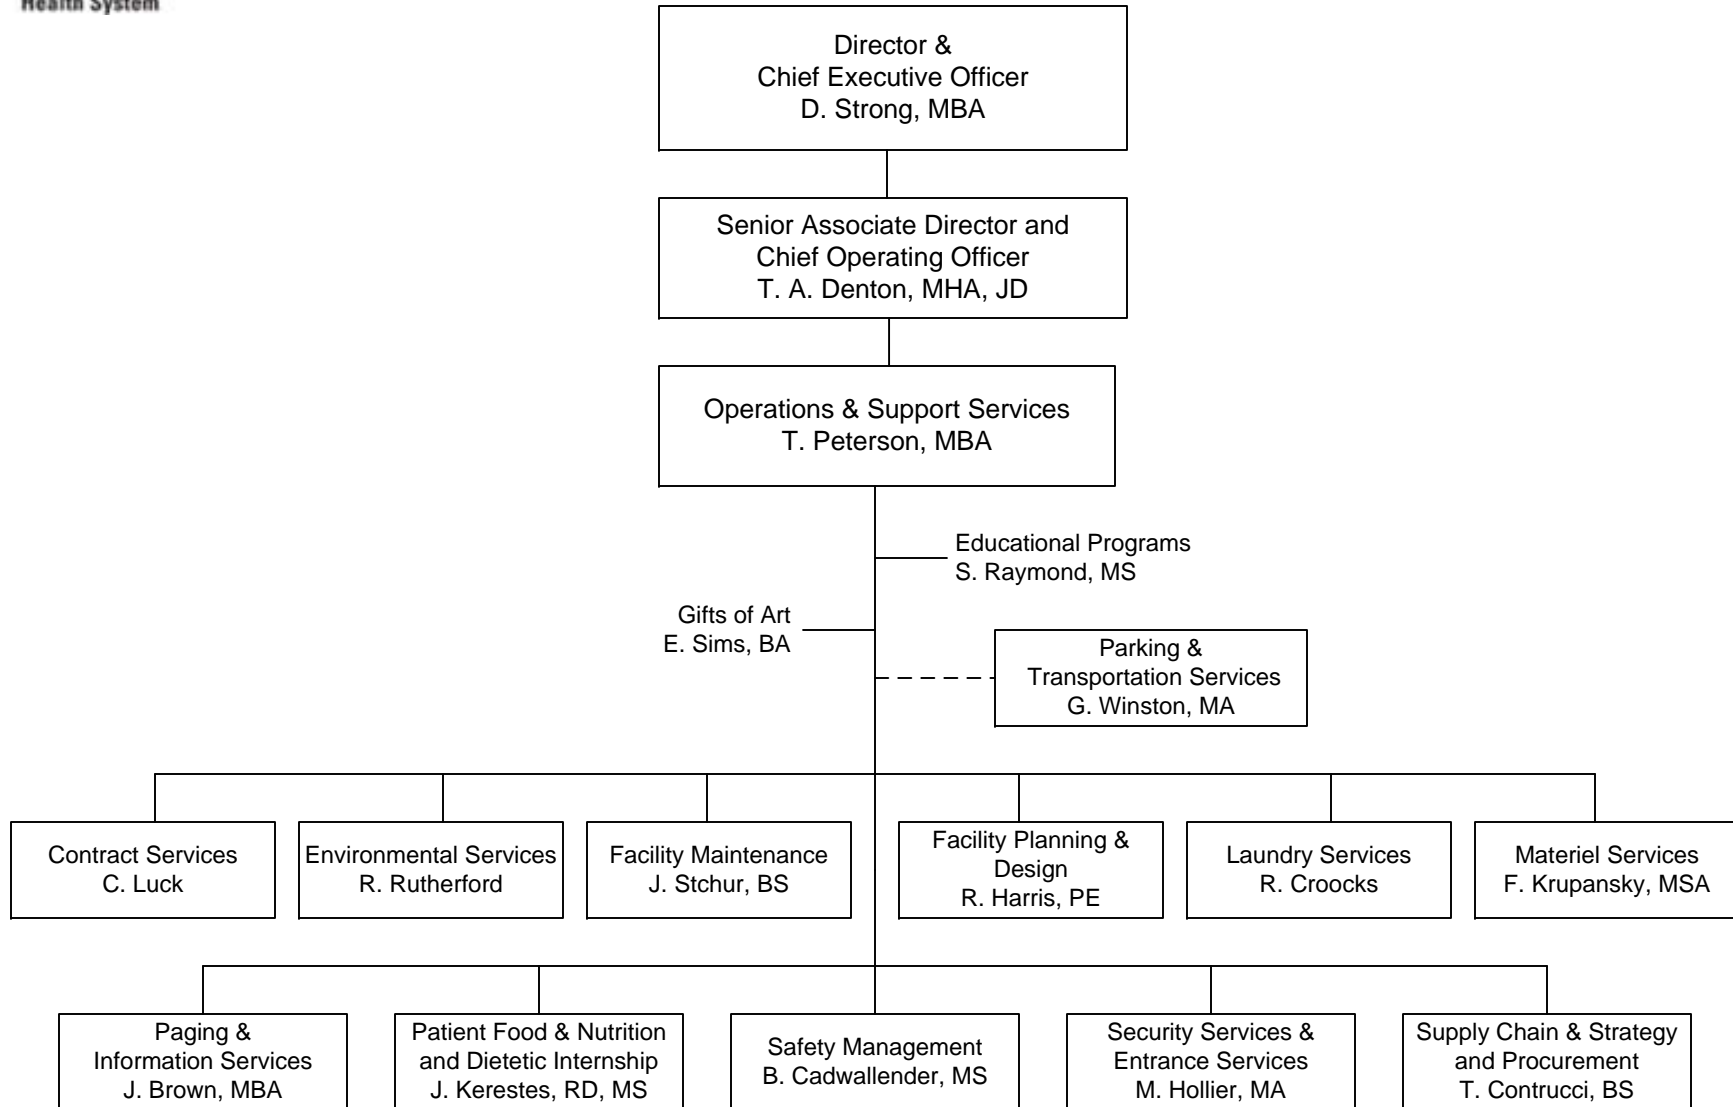 Health System
Director &
Chief Executive Officer
D. Strong, MBA
Senior Associate Director and
Chief Operating Officer
T. A. Denton, MHA, JD
Operations & Support Services
T. Peterson, MBA
Educational Programs
S. Raymond, MS
Gifts of Art
E. Sims, BA
Parking &
Transportation Services
G. Winston, MA
Contract Services
C. Luck
Environmental Services
R. Rutherford
Facility Maintenance
J. Stchur, BS
Facility Planning &
Design
R. Harris, PE
Laundry Services
R. Croocks
Materiel Services
F. Krupansky, MSA
Paging &
Information Services
J. Brown, MBA
Patient Food & Nutrition
and Dietetic Internship
J. Kerestes, RD, MS
Safety Management
B. Cadwallender, MS
Security Services &
Entrance Services
M. Hollier, MA
Supply Chain & Strategy
and Procurement
T. Contrucci, BS